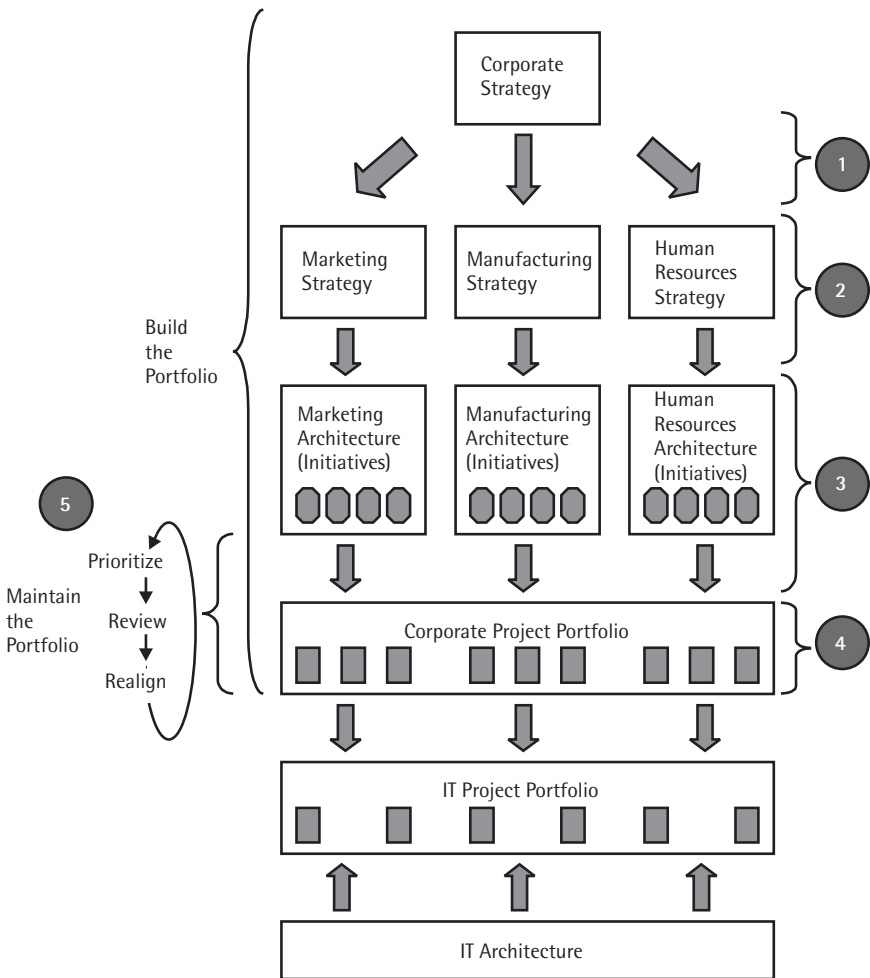 Corporate
Strategy
1
Marketing
Strategy
Manufacturing
Strategy
Human
Resources
Strategy
2
Build
the
Portfolio
Marketing
Architecture
(Initiatives)
Manufacturing
Architecture
(Initiatives)
Human
Resources
Architecture
(Initiatives)
3
5
Prioritize
Review
Realign
Maintain
the
Portfolio
Corporate Project Portfolio
4
IT Project Portfolio
IT Architecture